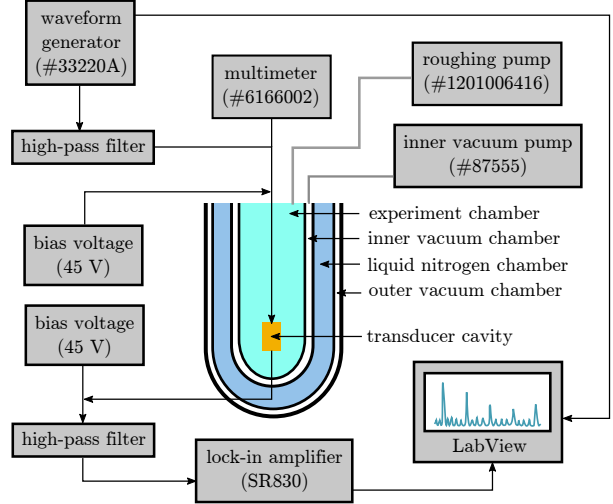 waveform
generator
(#33220A)
multimeter
(#6166002)
roughing pump
(#1201006416)
high-pass filter
inner vacuum pump
(#87555)
experiment chamber
inner vacuum chamber
liquid nitrogen chamber
outer vacuum chamber
bias voltage
(45 V)
bias voltage
(45 V)
transducer cavity
high-pass filter
LabView
lock-in amplifier
(SR830)